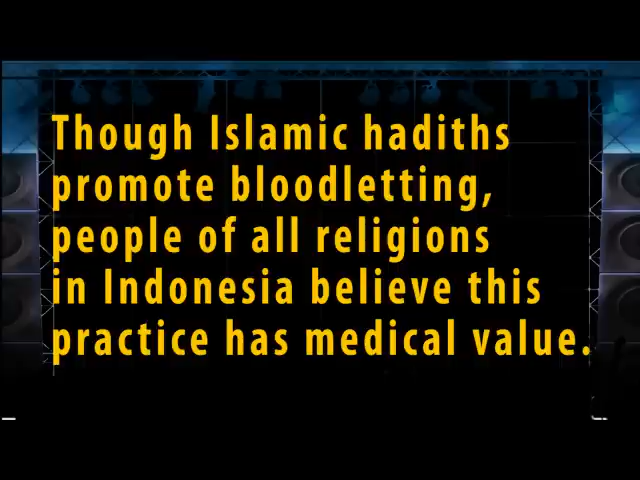 Though Islamic hadiths
promote bloodletting,
people of all religions
in Indonesia believe this
practice has medical value.